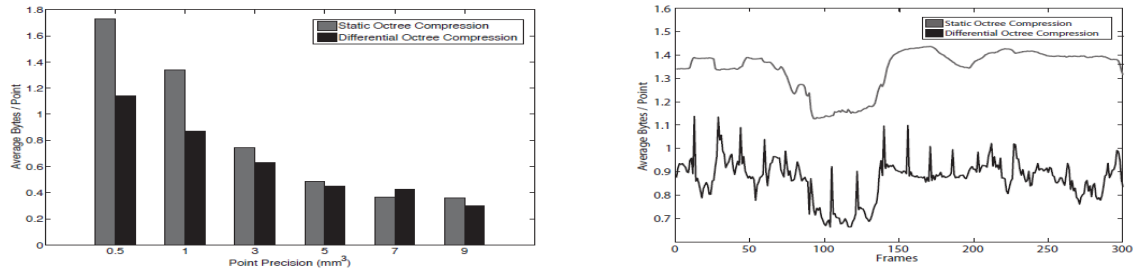 1.8
1.6
1.4
1.2
1
0.8
0.6
0.4
0.2
0
Average Bytes / Point
Static Octree Compression
Differential Octree Compression
0.5 1 3 5 7 9
Point Precision (mm³)
1.6
1.5
1.4
1.3
1.2
1.1
1
0.9
0.8
0.7
Average Bytes / Point
Static Octree Compression
Differential Octree Compression
0 50 100 150 200 250 300
Frames